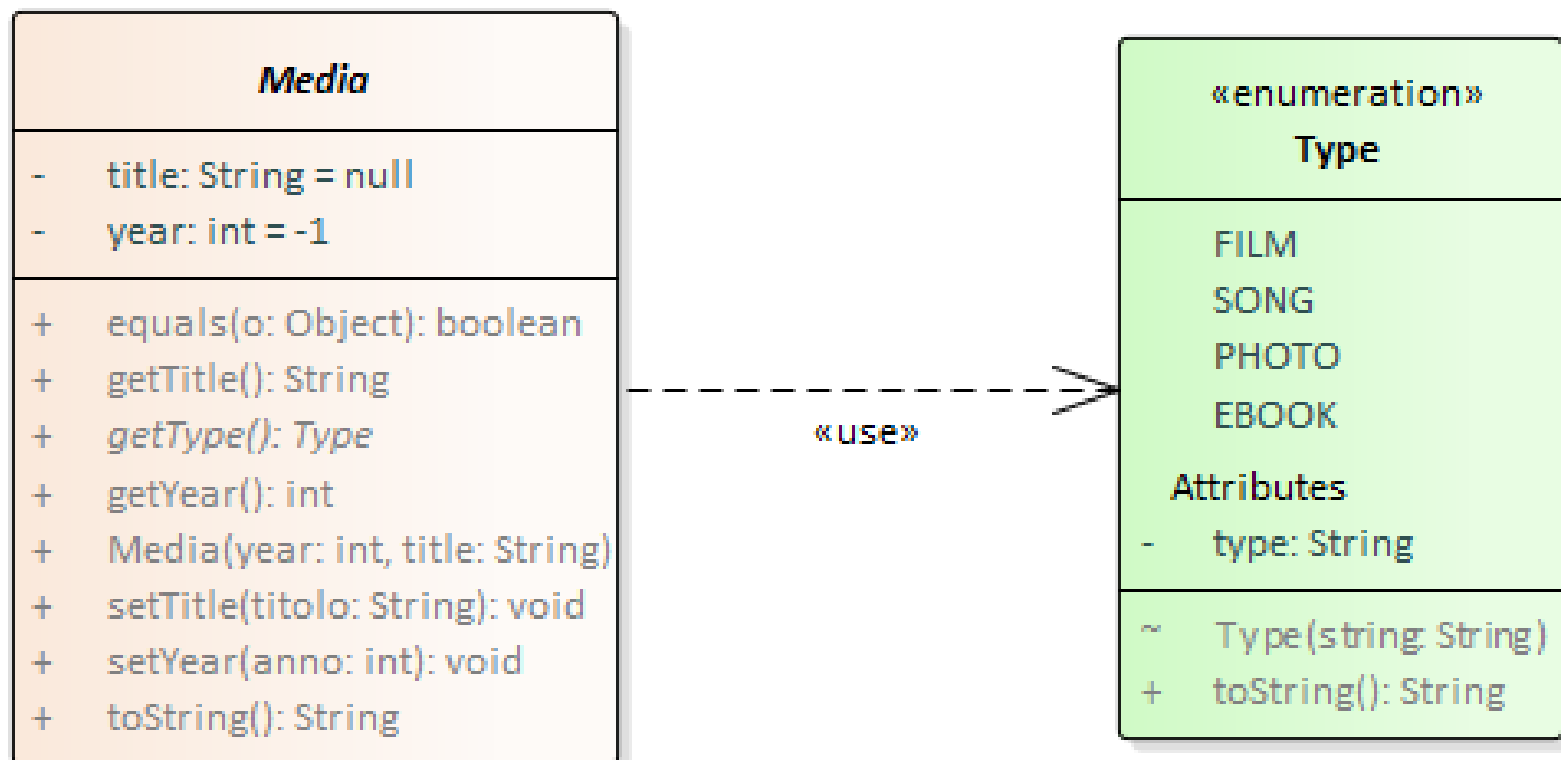 Media
- title: String = null
- year: int = -1
+ equals(o: Object): boolean
+ getTitle(): String
+ getType(): Type
+ getYear(): int
+ Media(year: int, title: String)
+ setTitle(titolo: String): void
+ setYear(anno: int): void
+ toString(): String
«use»
«enumeration»
Type
FILM
SONG
PHOTO
EBOOK
Attributes
- type: String
~ Type(string: String)
+ toString(): String